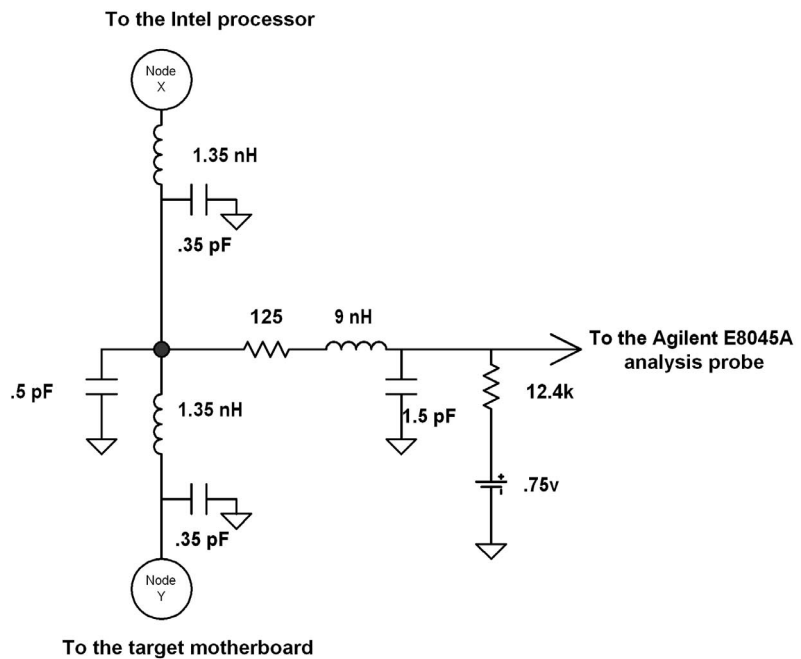 To the Intel processor
Node
X
1.35 nH
.35 pF
125
9 nH
To the Agilent E8045A
analysis probe
.5 pF
1.35 nH
1.5 pF
12.4k
+
.75v
.35 pF
Node
Y
To the target motherboard